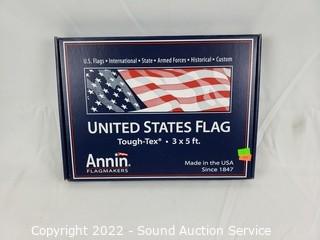 U.S. Flags • International • State • Armed Forces • Historical • Custom
UNITED STATES FLAG
Tough-Tex® • 3 x 5 ft.
Annin®
FLAGMAKERS
Made in the USA
Since 1847
Copyright 2022 - Sound Auction Service